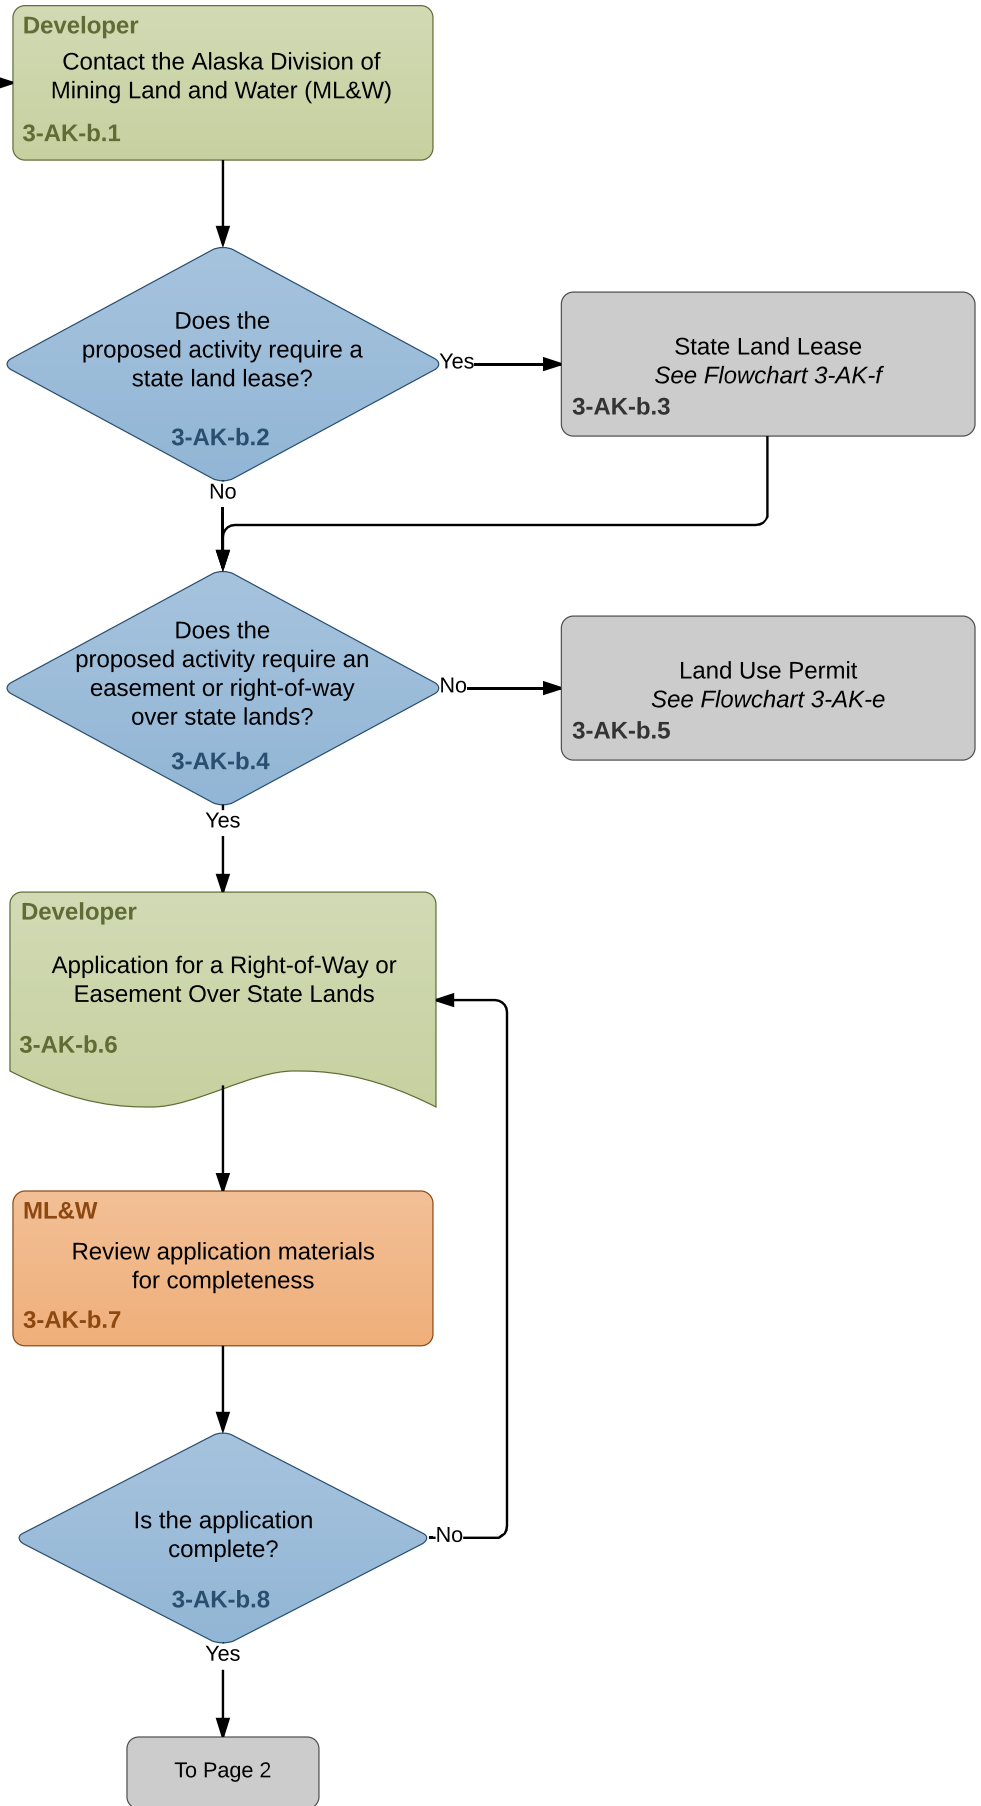 Developer
Contact the Alaska Division of
Mining Land and Water (ML&W)
3-AK-b.1
Does the
proposed activity require a
state land lease?
3-AK-b.2
Yes
State Land Lease
See Flowchart 3-AK-f
3-AK-b.3
No
Does the
proposed activity require an
easement or right-of-way
over state lands?
3-AK-b.4
No
Land Use Permit
See Flowchart 3-AK-e
3-AK-b.5
Yes
Developer
Application for a Right-of-Way or
Easement Over State Lands
3-AK-b.6
ML&W
Review application materials
for completeness
3-AK-b.7
Is the application
complete?
3-AK-b.8
No
Yes
To Page 2